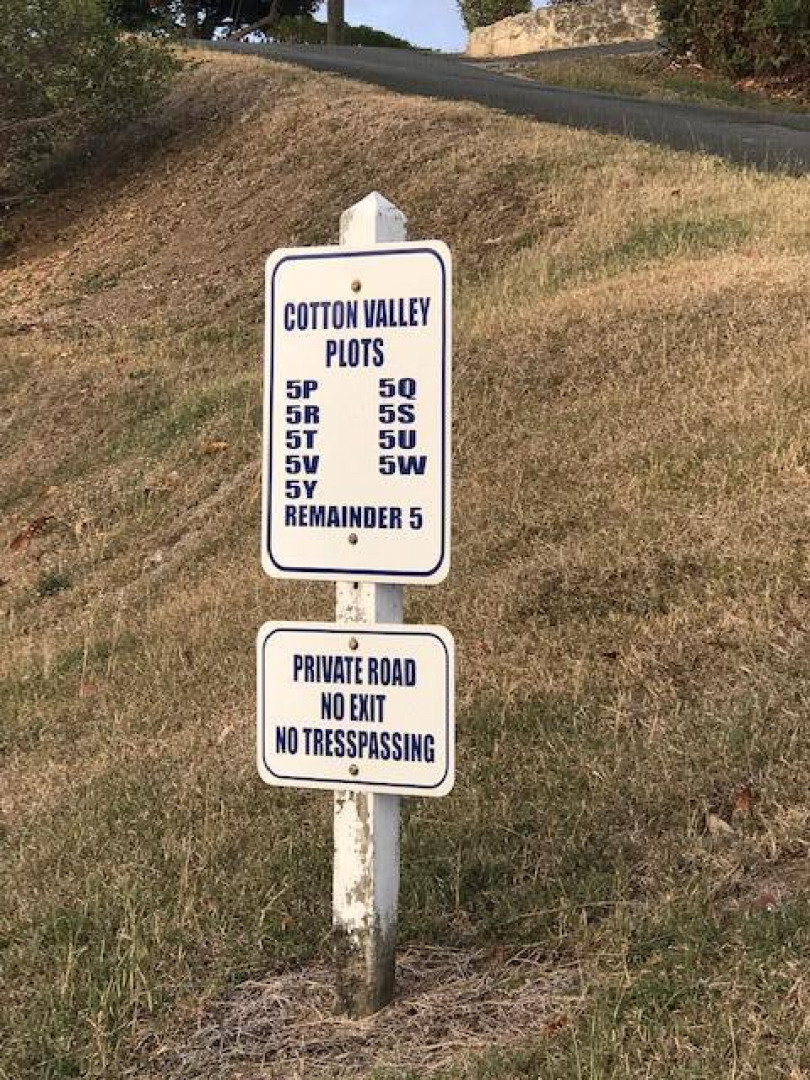 COTTON VALLEY
PLOTS
5P 5Q
5R 5S
5T 5U
5V 5W
5Y
REMAINDER 5
PRIVATE ROAD
NO EXIT
NO TRESSPASSING